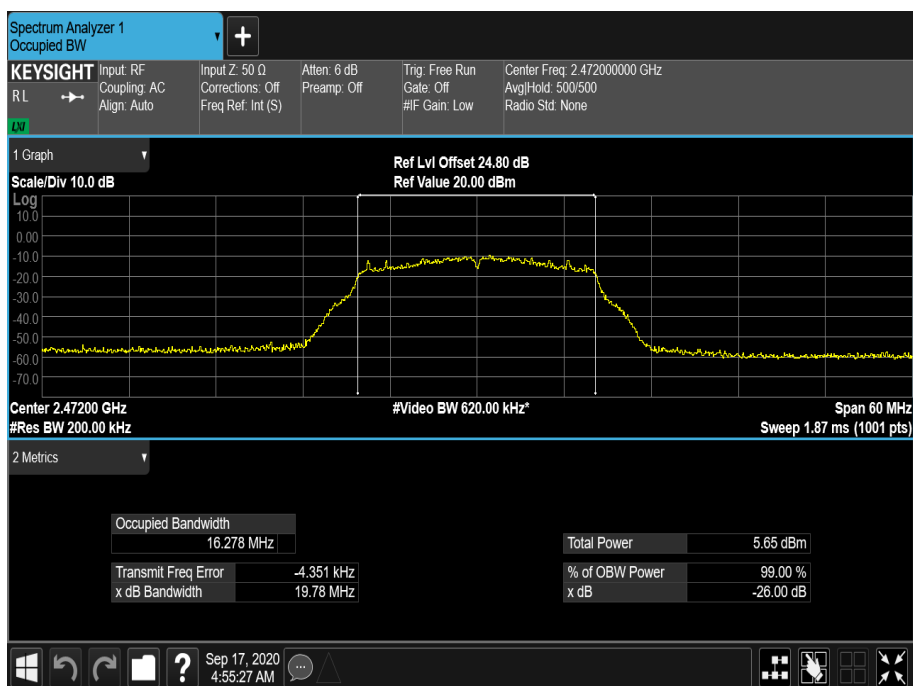 Spectrum Analyzer 1
Occupied BW
+
KEYSIGHT
R L
LXI
Input: RF
Coupling: AC
Align: Auto
Input Z: 50 Ω
Corrections: Off
Freq Ref: Int (S)
Atten: 6 dB
Preamp: Off
Trig: Free Run
Gate: Off
#IF Gain: Low
Center Freq: 2.472000000 GHz
Avg|Hold: 500/500
Radio Std: None
1 Graph
Scale/Div 10.0 dB
Ref Lvl Offset 24.80 dB
Ref Value 20.00 dBm
Log
10.0
0.00
-10.0
-20.0
-30.0
-40.0
-50.0
-60.0
-70.0
Center 2.47200 GHz
#Video BW 620.00 kHz*
Span 60 MHz
#Res BW 200.00 kHz
Sweep 1.87 ms (1001 pts)
2 Metrics
Occupied Bandwidth
16.278 MHz
Total Power 5.65 dBm
Transmit Freq Error -4.351 kHz
% of OBW Power 99.00 %
x dB Bandwidth 19.78 MHz
x dB -26.00 dB
?
Sep 17, 2020
4:55:27 AM